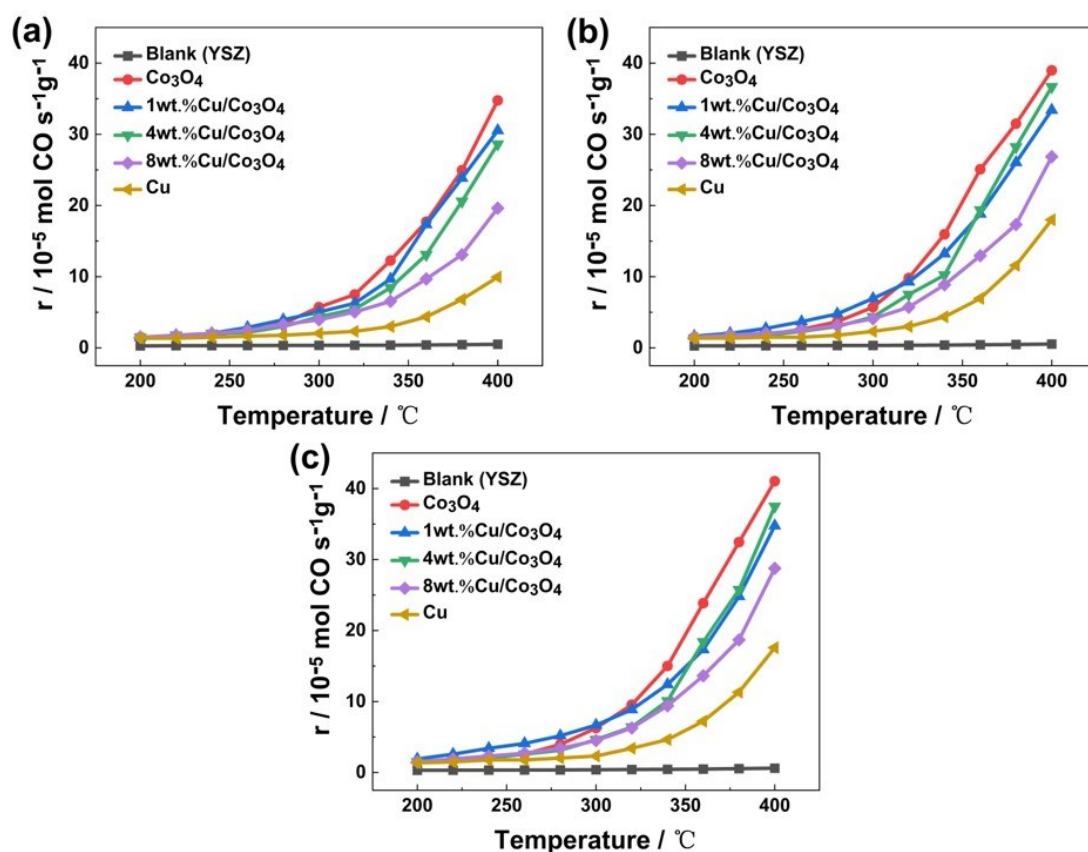 (a)
r / 10⁻⁵ mol CO s⁻¹g⁻¹
Blank (YSZ)
Co₃O₄
1wt.%Cu/Co₃O₄
4wt.%Cu/Co₃O₄
8wt.%Cu/Co₃O₄
Cu
40
30
20
10
0
200 250 300 350 400
Temperature / ℃
(b)
r / 10⁻⁵ mol CO s⁻¹g⁻¹
Blank (YSZ)
Co₃O₄
1wt.%Cu/Co₃O₄
4wt.%Cu/Co₃O₄
8wt.%Cu/Co₃O₄
Cu
40
30
20
10
0
200 250 300 350 400
Temperature / ℃
(c)
r / 10⁻⁵ mol CO s⁻¹g⁻¹
Blank (YSZ)
Co₃O₄
1wt.%Cu/Co₃O₄
4wt.%Cu/Co₃O₄
8wt.%Cu/Co₃O₄
Cu
40
30
20
10
0
200 250 300 350 400
Temperature / ℃